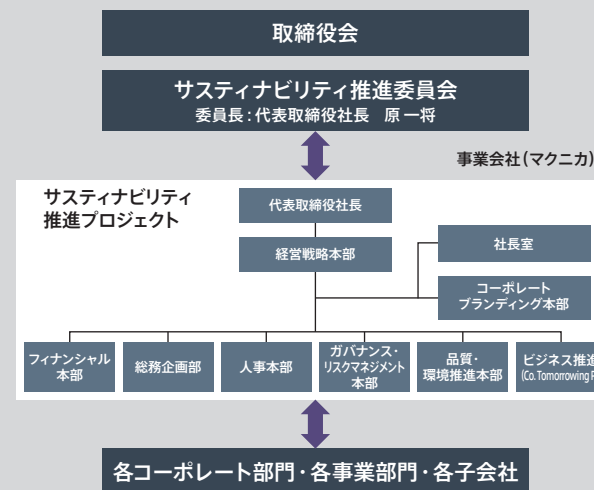 取締役会
サスティナビリティ推進委員会
委員長:代表取締役社長　原 一将
事業会社(マクニカ)
サスティナビリティ
推進プロジェクト
代表取締役社長
経営戦略本部
社長室
コーポレート
ブランディング本部
フィナンシャル
本部
総務企画部
人事本部
ガバナンス・
リスクマネジメント
本部
品質・
環境推進本部
ビジネス推進
(Co.Tomorrowing
各コーポレート部門・各事業部門・各子会社